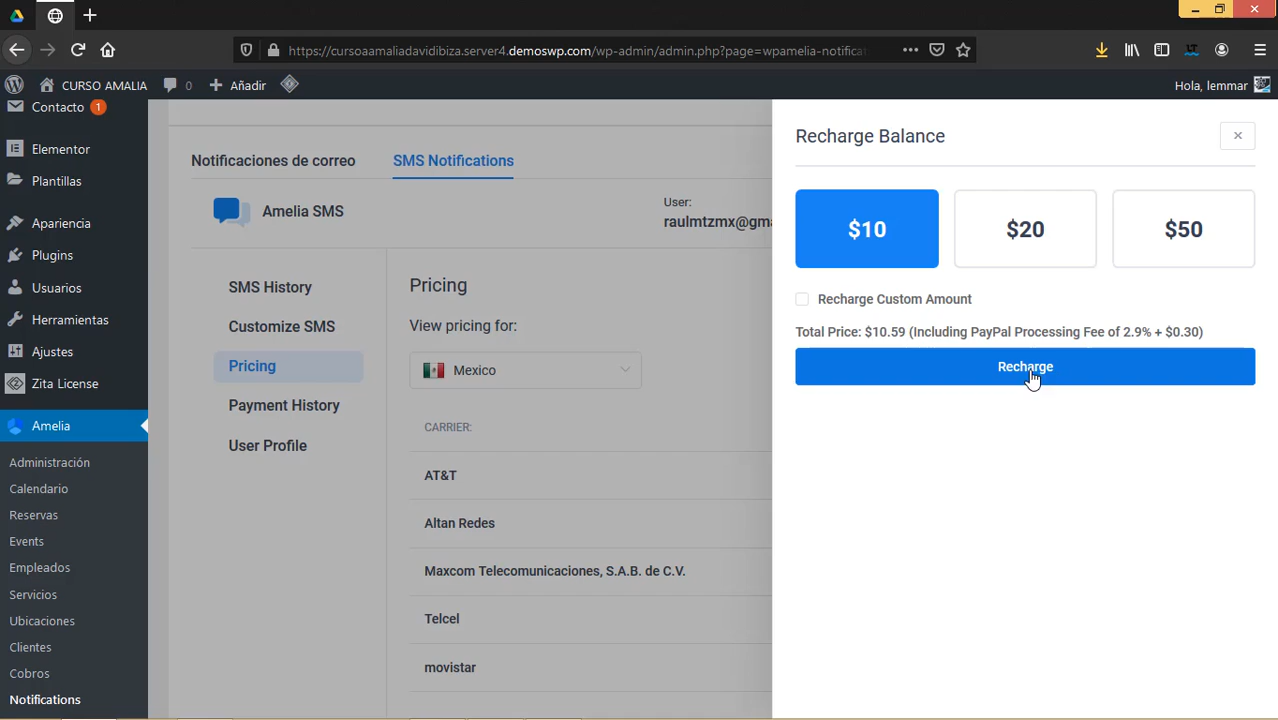 https://cursoaamaliadavidibiza.server4.demoswp.com/wp-admin/admin.php?page=wpamelia-notificat
CURSO AMALIA
0
Añadir
Hola, lemmar
Contacto 1
Elementor
Plantillas
Apariencia
Plugins
Usuarios
Herramientas
Ajustes
Zita License
Amelia
Administración
Calendario
Reservas
Events
Empleados
Servicios
Ubicaciones
Clientes
Cobros
Notifications
Notificaciones de correo
SMS Notifications
Amelia SMS
User:
raulmtzmx@gma
SMS History
Customize SMS
Pricing
Payment History
User Profile
Pricing
View pricing for:
Mexico
CARRIER:
AT&T
Altan Redes
Maxcom Telecomunicaciones, S.A.B. de C.V.
Telcel
movistar
Recharge Balance
$10
$20
$50
Recharge Custom Amount
Total Price: $10.59 (Including PayPal Processing Fee of 2.9% + $0.30)
Recharge